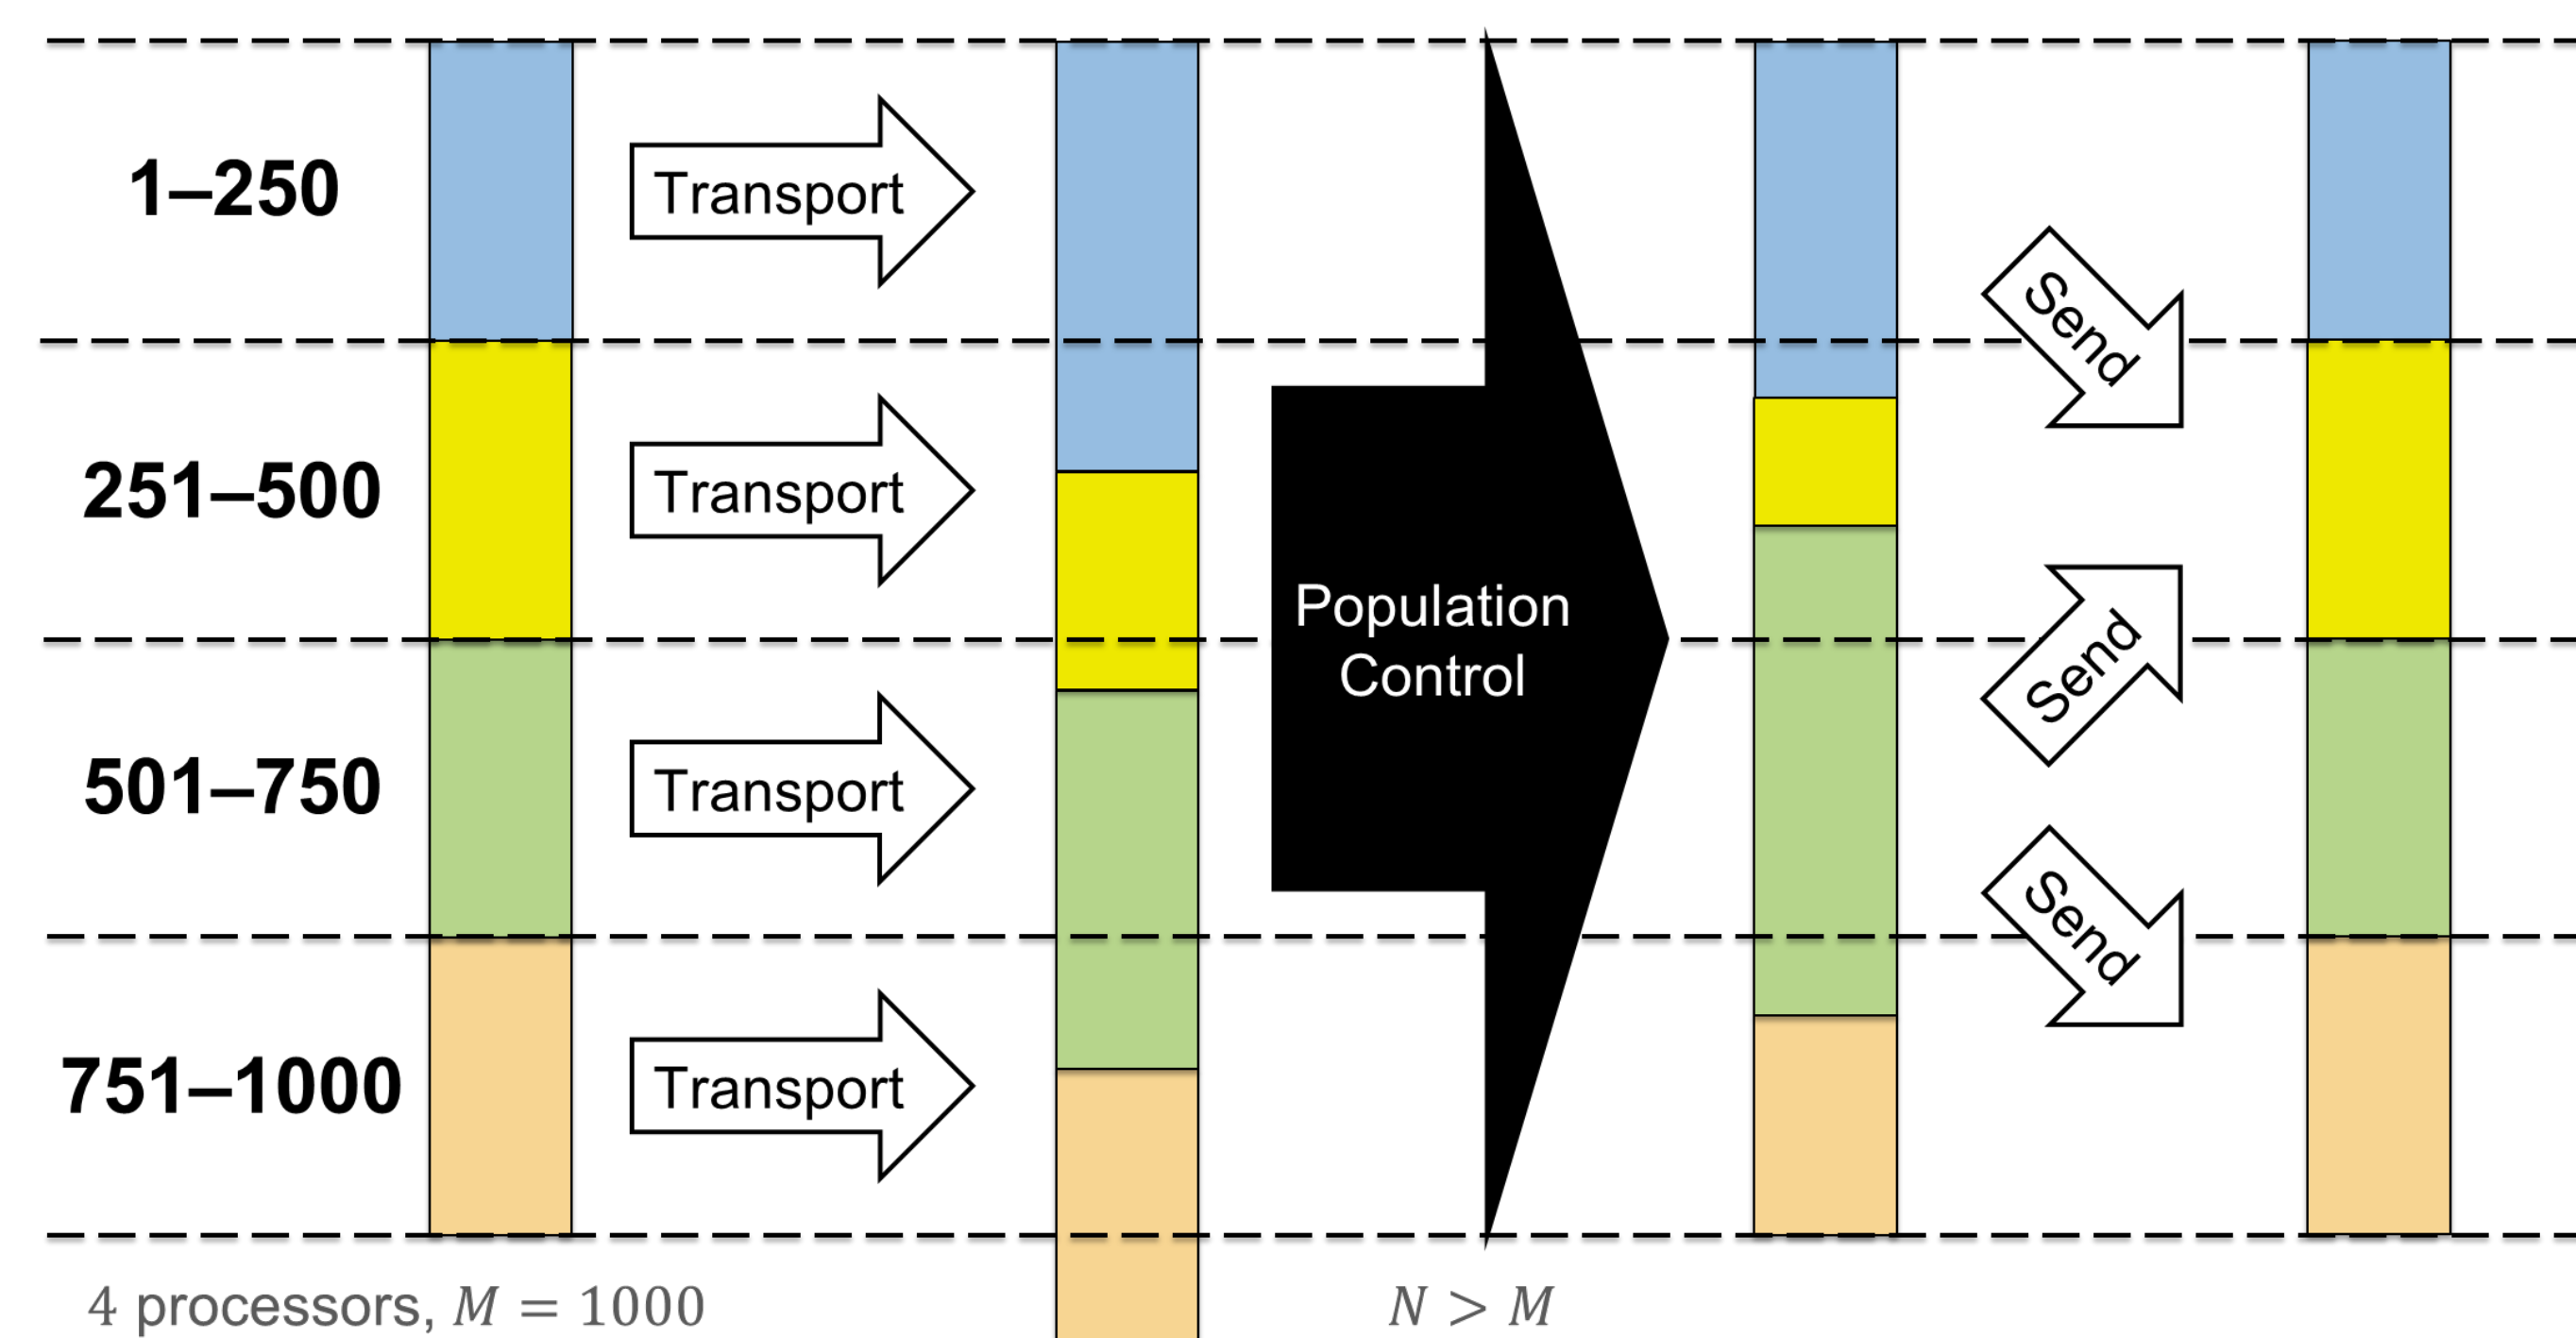 1–250
Transport
Send
251–500
Transport
Population
Control
Send
501–750
Transport
Send
751–1000
Transport
4 processors, M = 1000
N > M